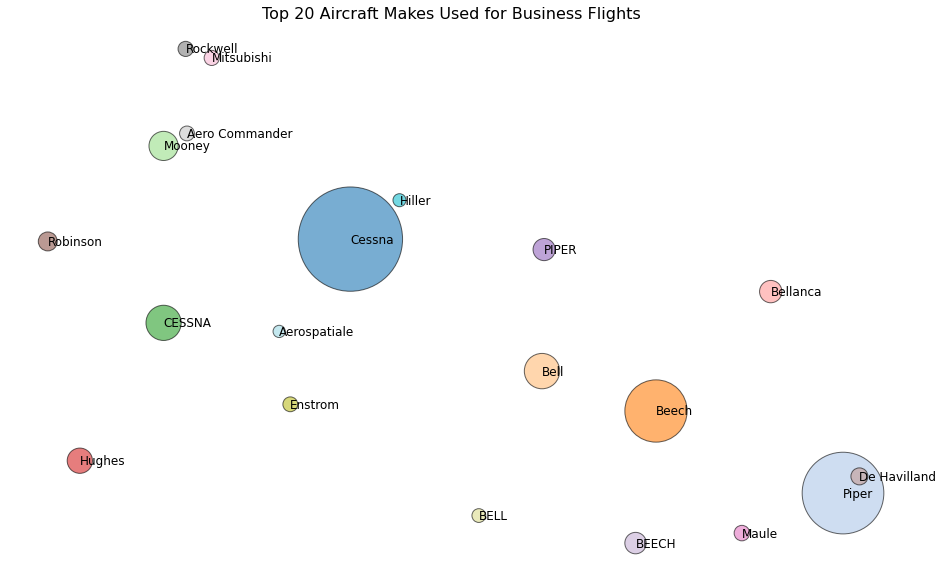 Top 20 Aircraft Makes Used for Business Flights
Rockwell
Mitsubishi
Aero Commander
Mooney
Hiller
Cessna
Robinson
PIPER
Bellanca
CESSNA
Aerospatiale
Bell
Enstrom
Beech
Hughes
De Havilland
Piper
BELL
Maule
BEECH